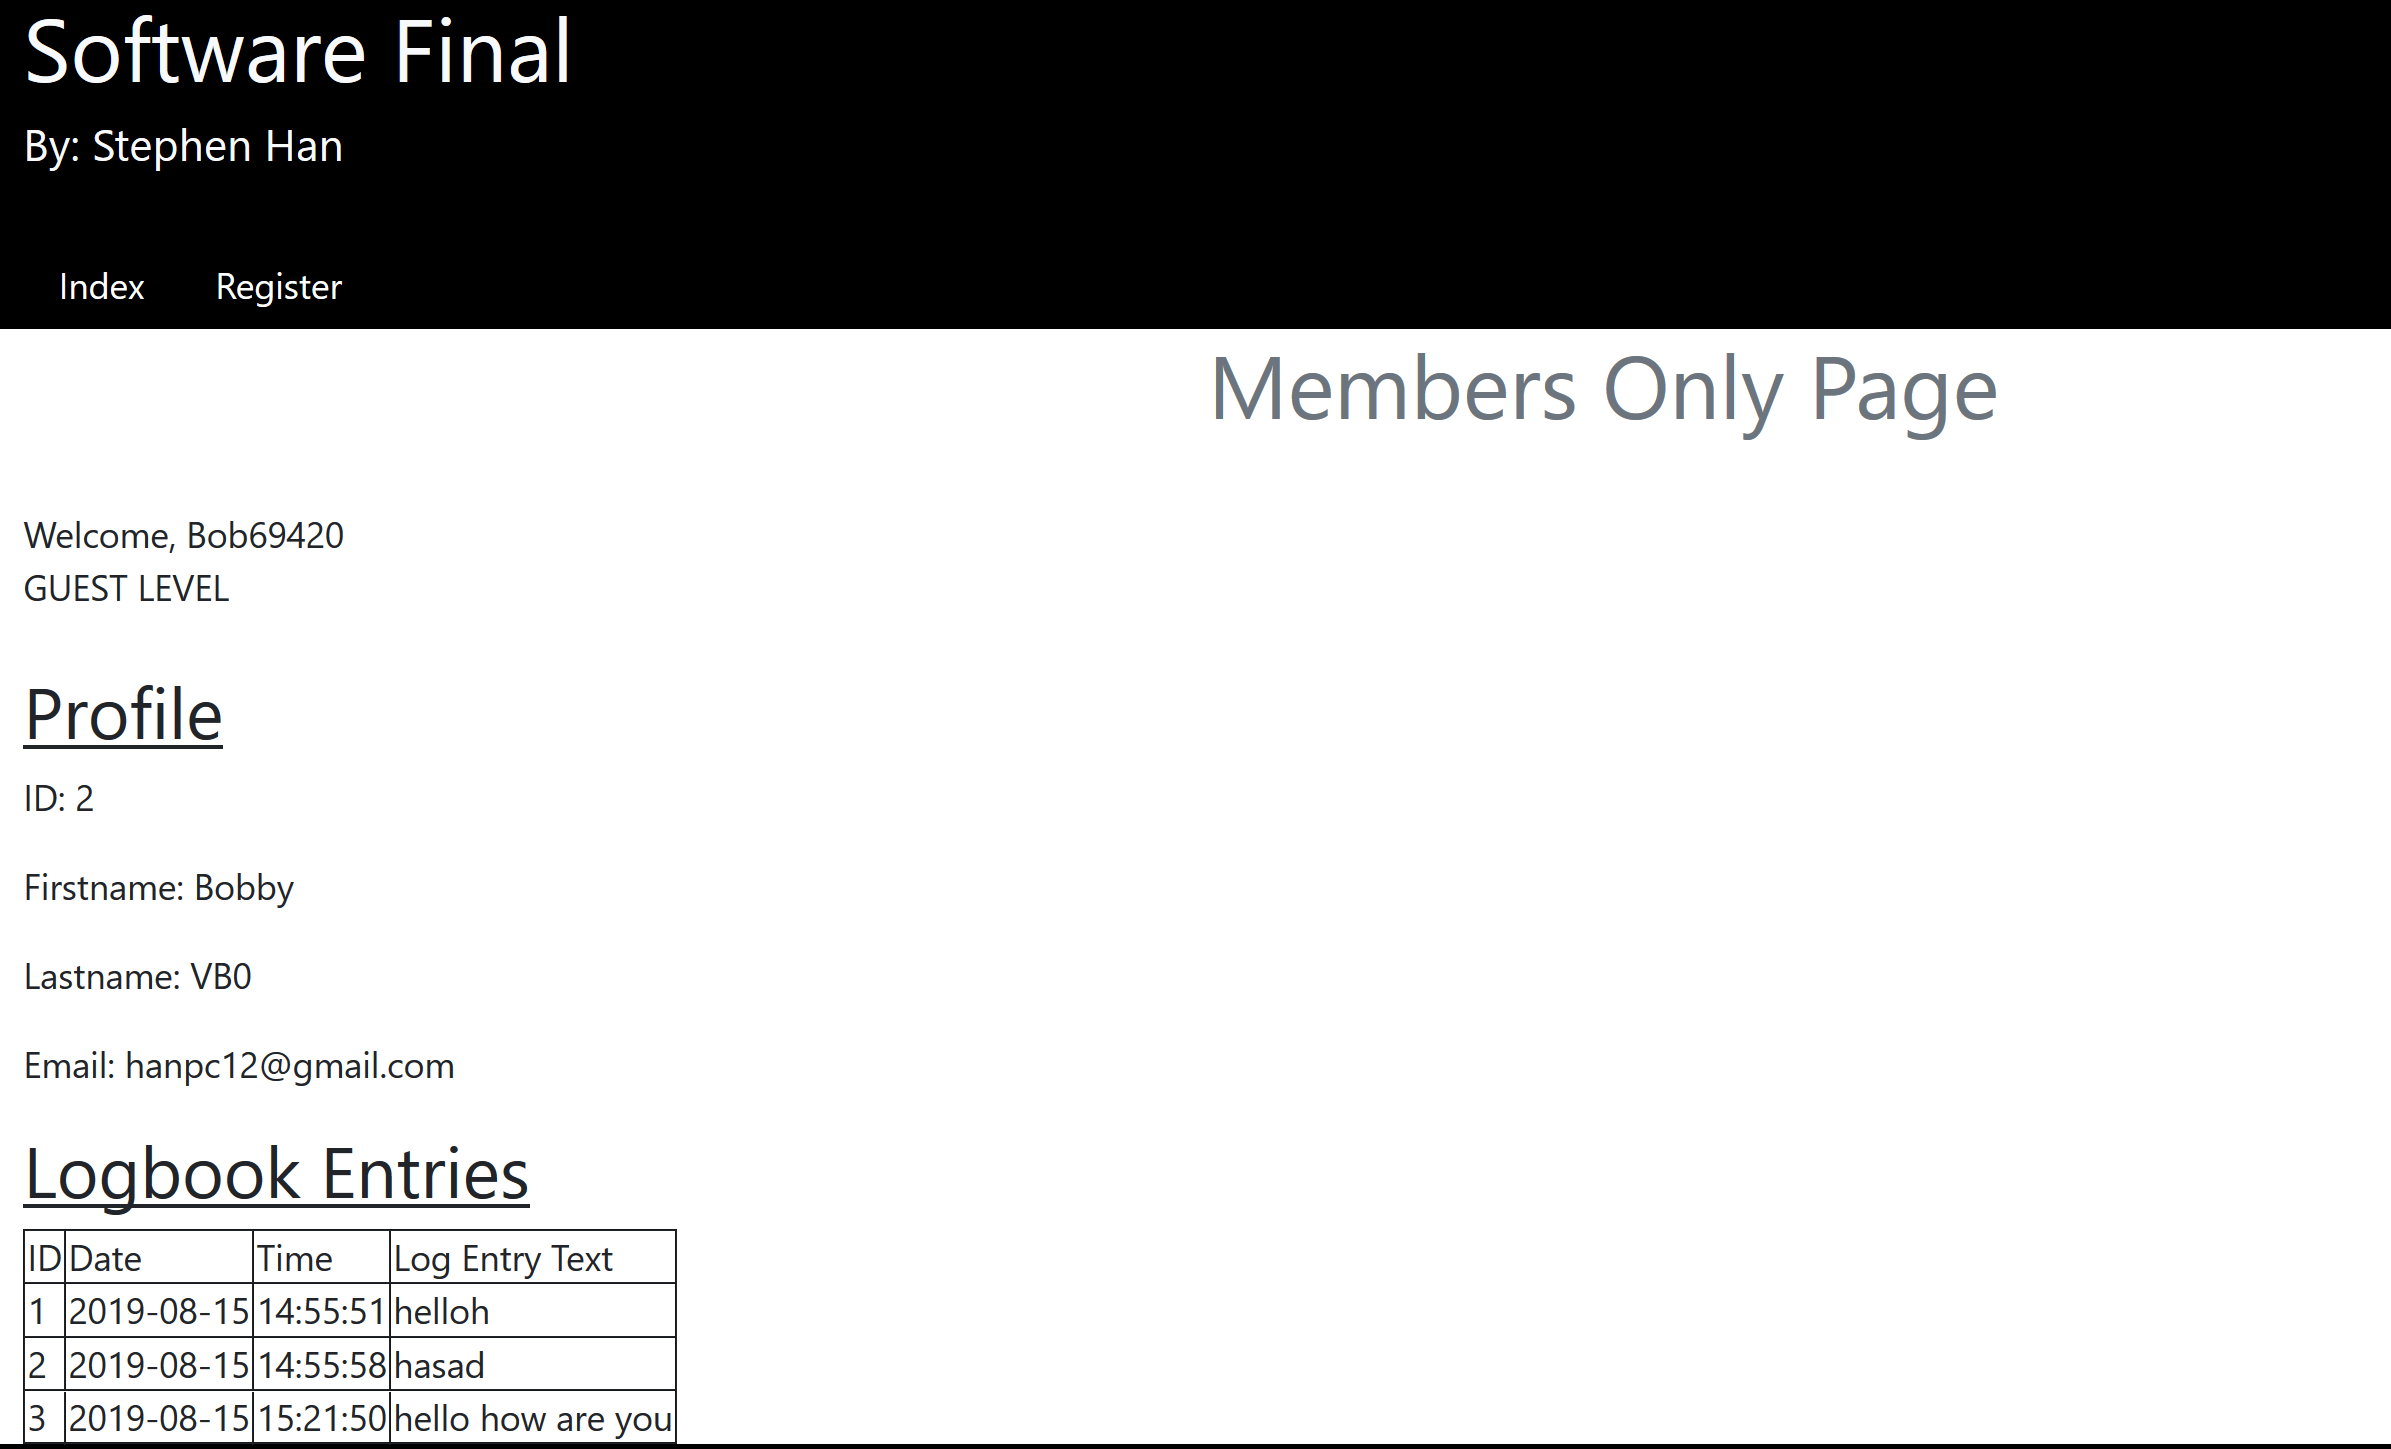 Software Final
By: Stephen Han
Index Register
Members Only Page
Welcome, Bob69420
GUEST LEVEL
Profile
ID: 2
Firstname: Bobby
Lastname: VB0
Email: hanpc12@gmail.com
Logbook Entries
ID Date Time Log Entry Text
1 2019-08-15 14:55:51 helloh
2 2019-08-15 14:55:58 hasad
3 2019-08-15 15:21:50 hello how are you